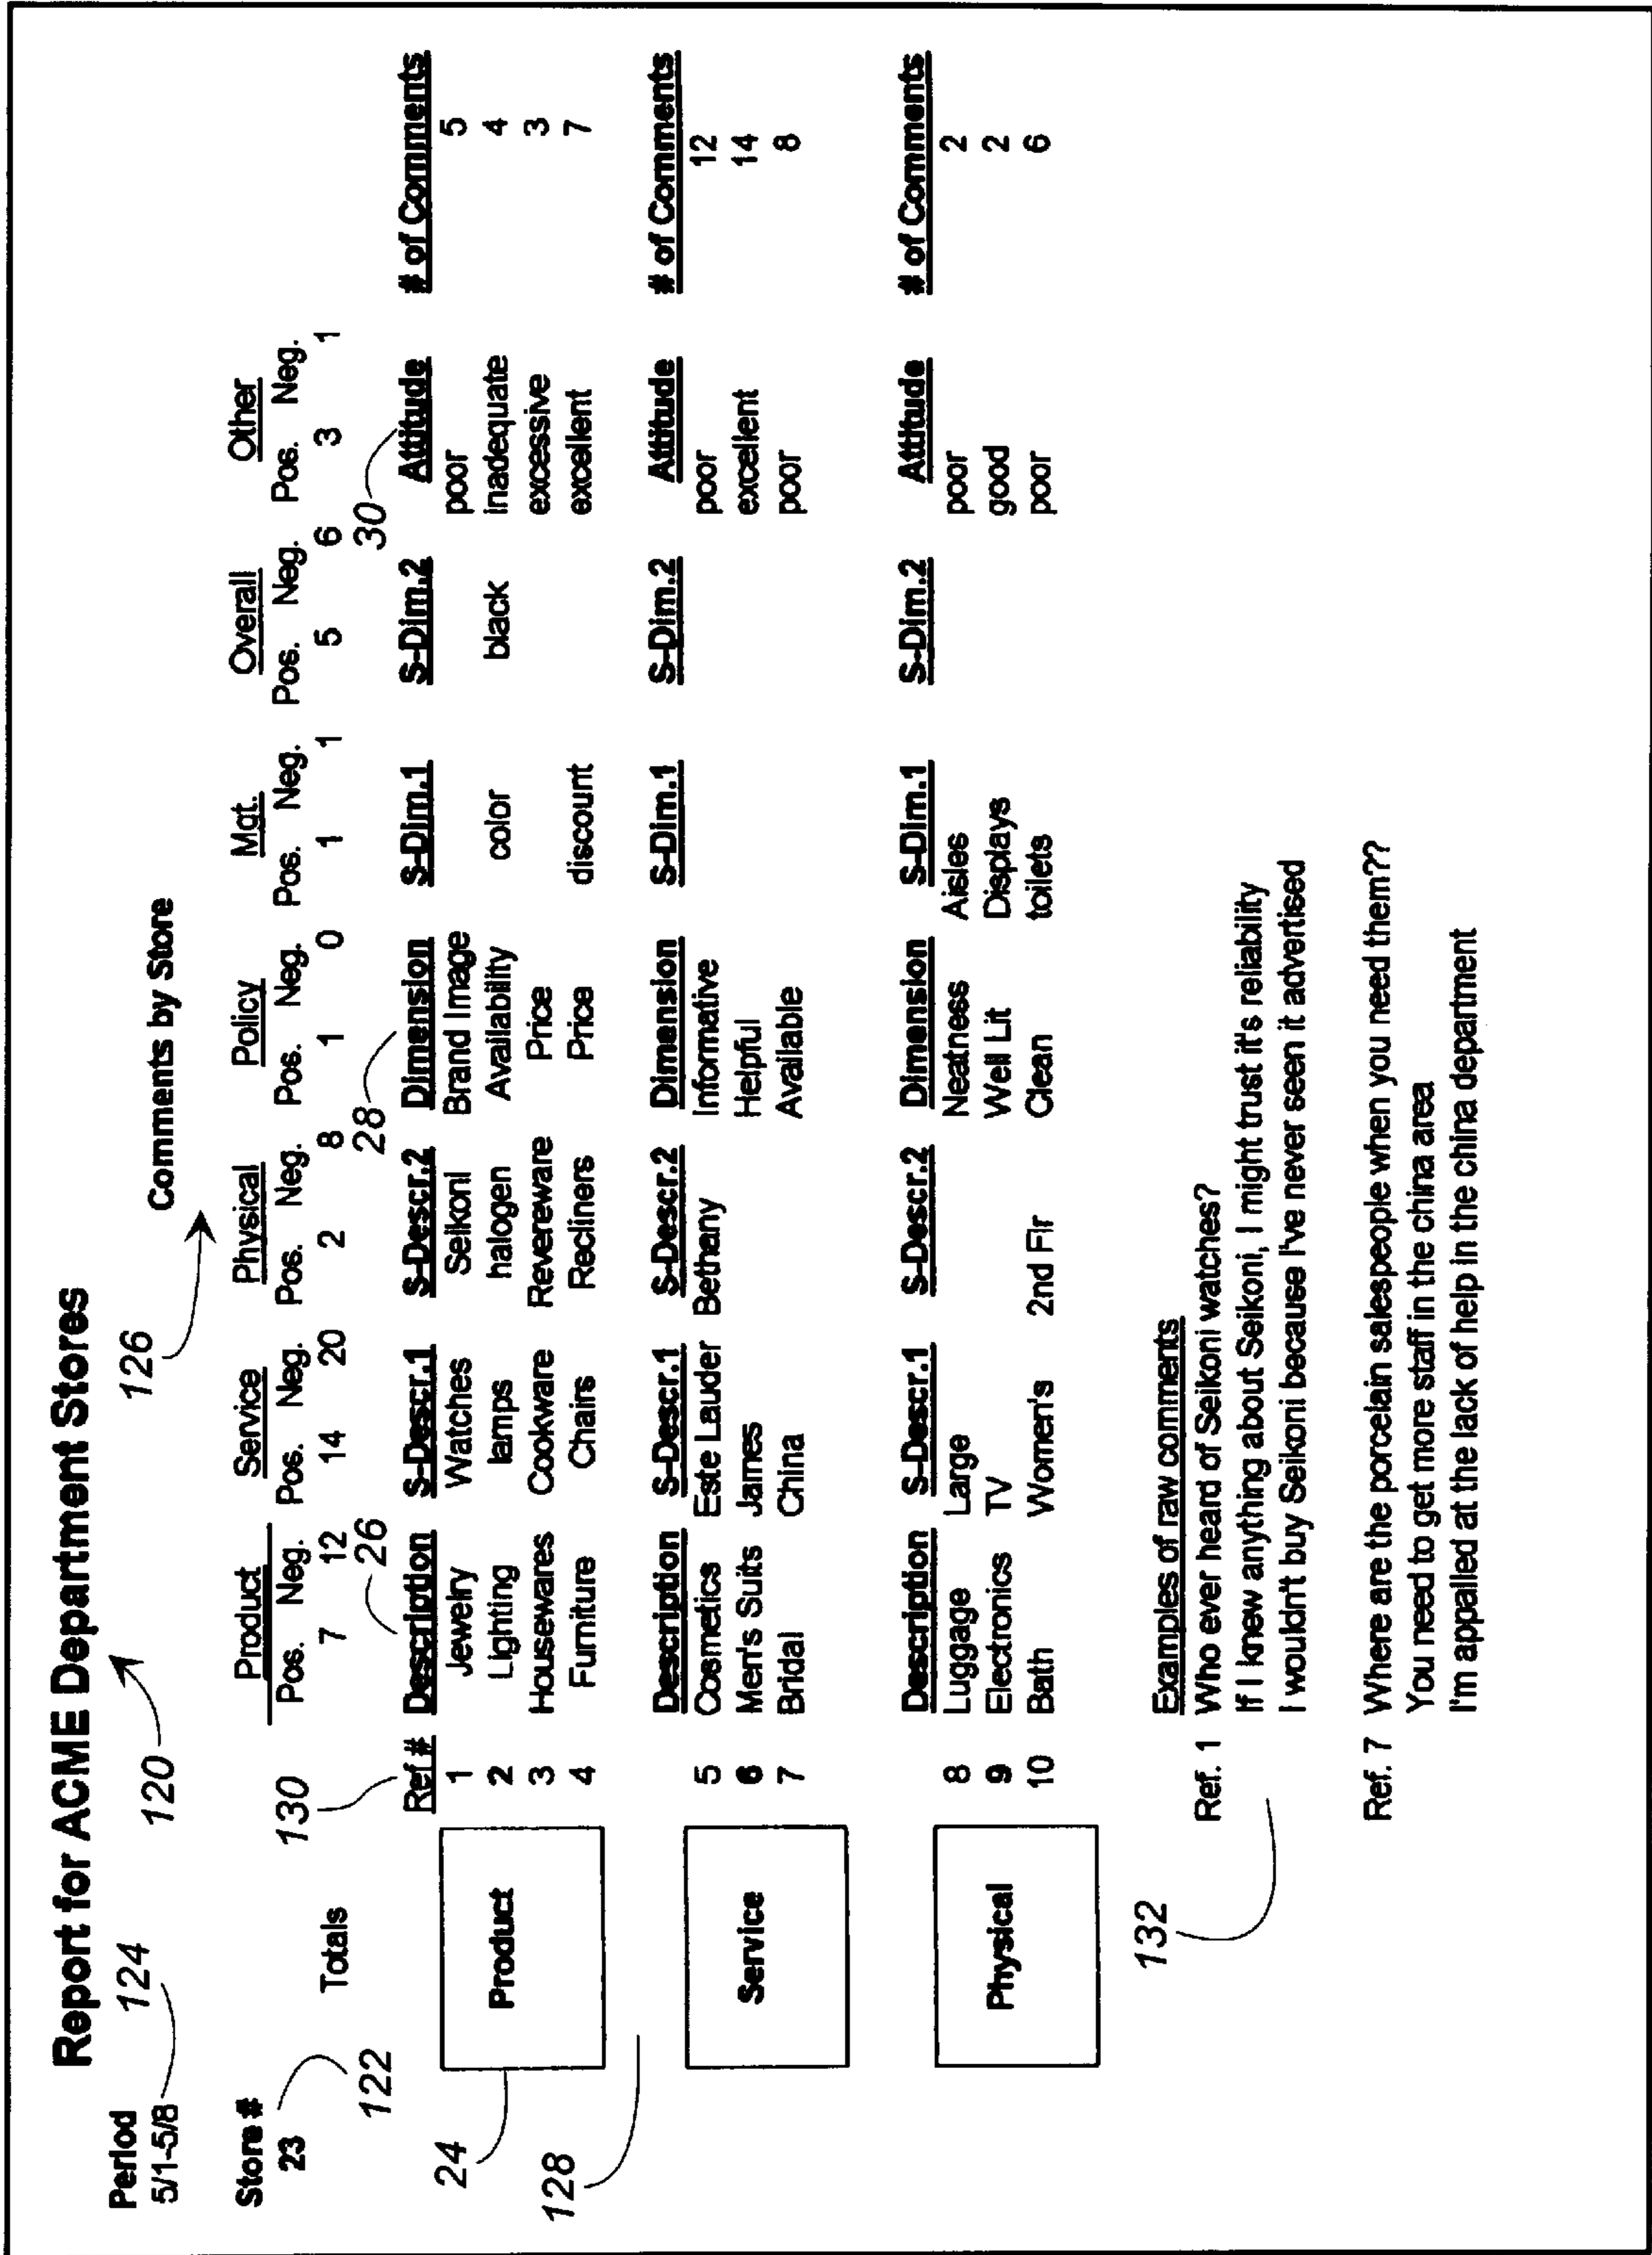 Report for ACME Department Stores
Period
5/1-5/8
124
120
126
Comments by Store
Store #
23
122
Product Service Physical Policy Mgt. Overall Other
Pos. Neg. Pos. Neg. Pos. Neg. Pos. Neg. Pos. Neg. Pos. Neg. Pos. Neg.
Totals 7 12 14 20 2 8 1 0 1 1 5 6 3 1
130 26 28 30
Ref # Description S-Descr.1 S-Descr.2 Dimension S-Dim.1 S-Dim.2 Attitude # of Comments
24
Product
1 Jewelry Watches Seikoni Brand Image poor 5
2 Lighting lamps halogen Availability color black inadequate 4
3 Housewares Cookware Revereware Price excessive 3
4 Furniture Chairs Recliners Price discount excellent 7
128
Description S-Descr.1 S-Descr.2 Dimension S-Dim.1 S-Dim.2 Attitude # of Comments
Service
5 Cosmetics Este Lauder Bethany Informative poor 12
6 Men's Suits James Helpful excellent 14
7 Bridal China Available poor 8
Description S-Descr.1 S-Descr.2 Dimension S-Dim.1 S-Dim.2 Attitude # of Comments
Physical
8 Luggage Large Neatness Aisles poor 2
9 Electronics TV Well Lit Displays good 2
10 Bath Women's 2nd Flr Clean toilets poor 6
132
Examples of raw comments
Ref. 1 Who ever heard of Seikoni watches?
If I knew anything about Seikoni, I might trust it's reliability
I wouldn't buy Seikoni because I've never seen it advertised
Ref. 7 Where are the porcelain salespeople when you need them??
You need to get more staff in the china area
I'm appalled at the lack of help in the china department